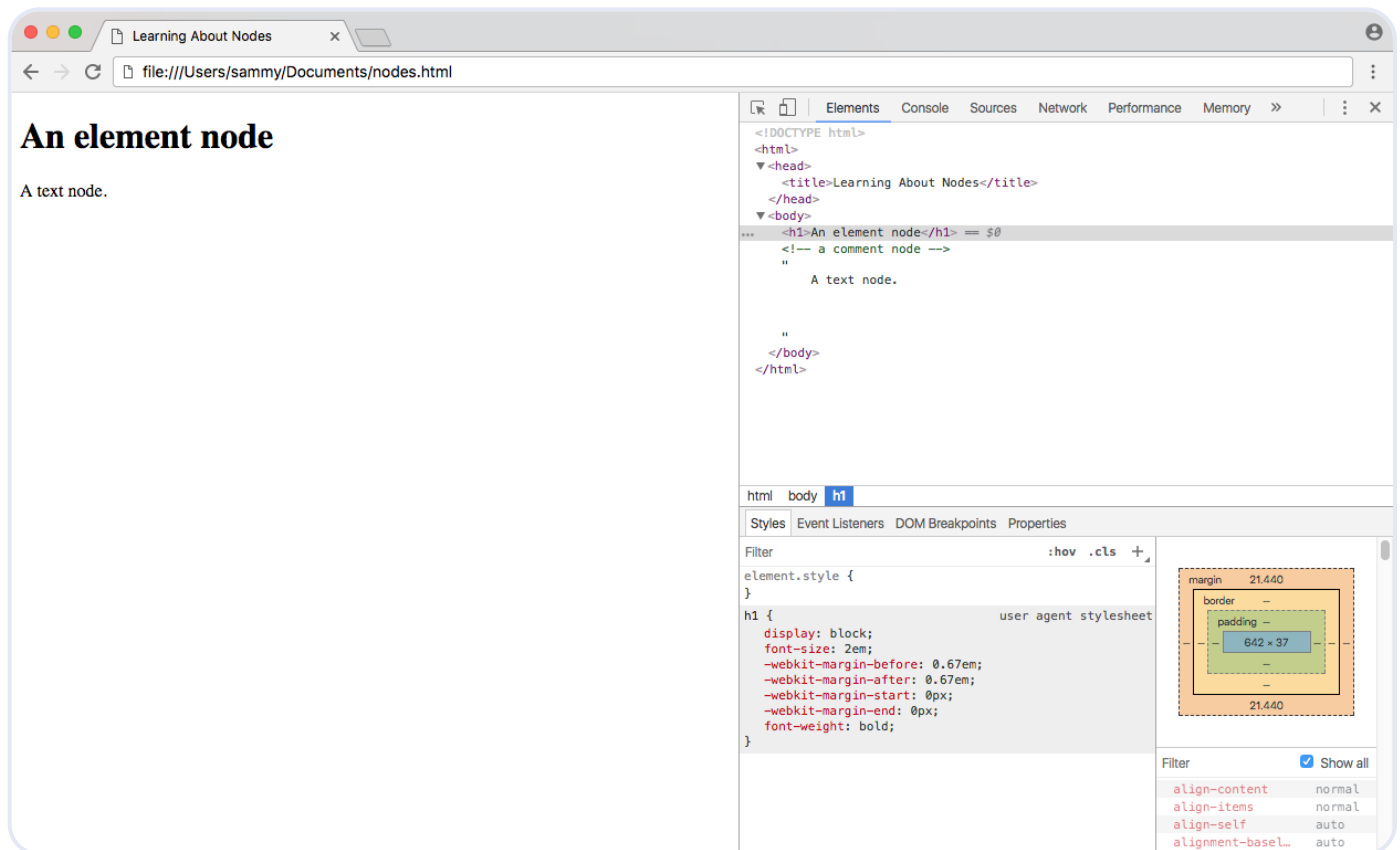 Learning About Nodes
file:///Users/sammy/Documents/nodes.html
An element node
A text node.
Elements Console Sources Network Performance Memory »
<!DOCTYPE html>
<html>
▼<head>
<title>Learning About Nodes</title>
</head>
▼<body>
... <h1>An element node</h1> == $0
<!-- a comment node -->
"
A text node.
"
</body>
</html>
html body h1
Styles Event Listeners DOM Breakpoints Properties
Filter :hov .cls +
element.style {
}
h1 { user agent stylesheet
display: block;
font-size: 2em;
-webkit-margin-before: 0.67em;
-webkit-margin-after: 0.67em;
-webkit-margin-start: 0px;
-webkit-margin-end: 0px;
font-weight: bold;
}
margin 21.440
border –
padding –
– – – 642 × 37 – – –
–
–
21.440
Filter Show all
align-content normal
align-items normal
align-self auto
alignment-basel… auto